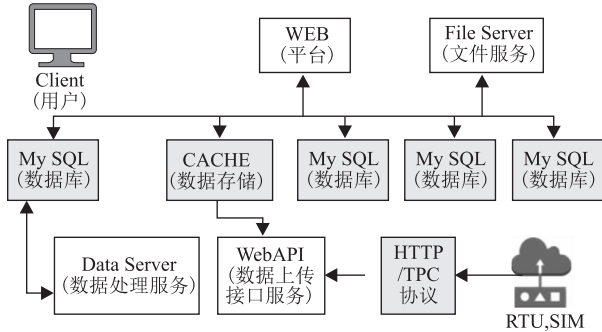 Client
(用户)
WEB
(平台)
File Server
(文件服务)
My SQL
(数据库)
CACHE
(数据存储)
My SQL
(数据库)
My SQL
(数据库)
My SQL
(数据库)
Data Server
(数据处理服务)
WebAPI
(数据上传
接口服务)
HTTP
/TPC
协议
RTU,SIM